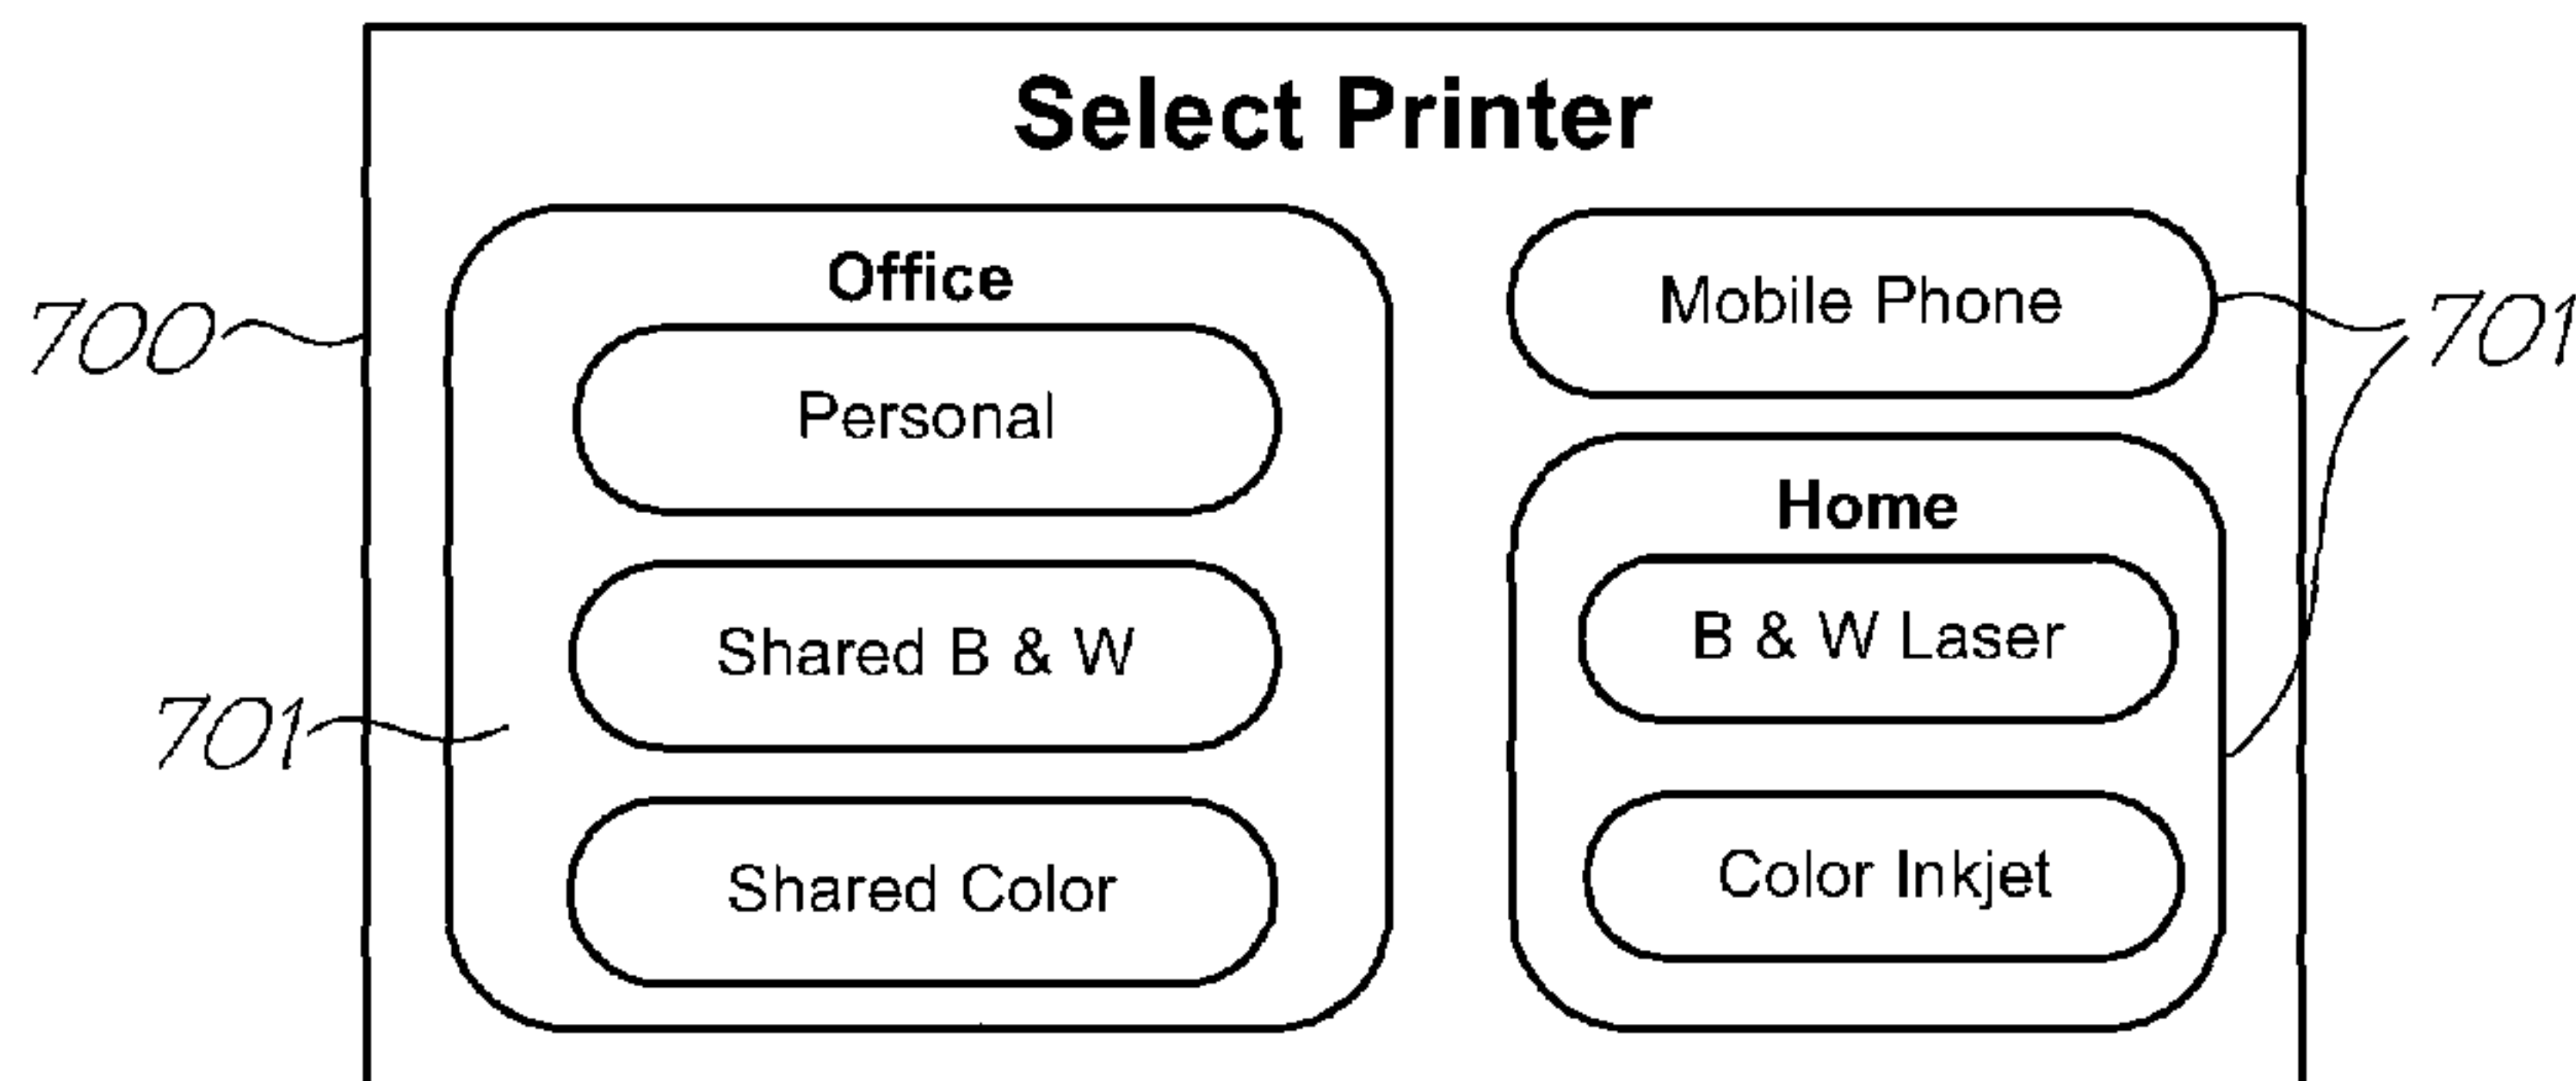 Select Printer
700
701
Office
Personal
Shared B & W
Shared Color
Mobile Phone
701
Home
B & W Laser
Color Inkjet